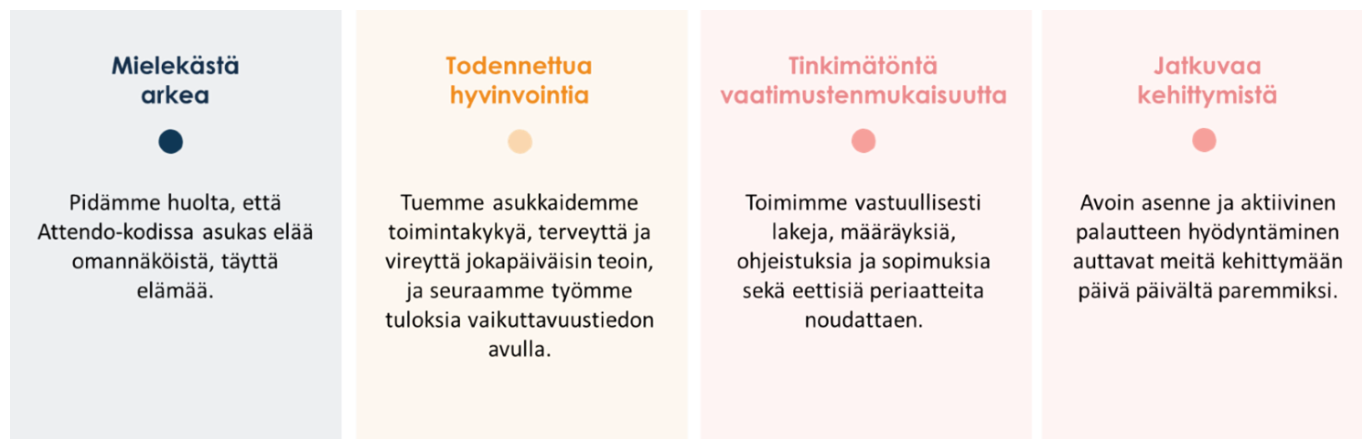 Mielekästä
arkea
Pidämme huolta, että
Attendo-kodissa asukas elää
omannäköistä, täyttä
elämää.
Todennettua
hyvinvointia
Tuemme asukkaidemme
toimintakykyä, terveyttä ja
vireyttä jokapäiväisin teoin,
ja seuraamme työmme
tuloksia vaikuttavuustiedon
avulla.
Tinkimätöntä
vaatimustenmukaisuutta
Toimimme vastuullisesti
lakeja, määräyksiä,
ohjeistuksia ja sopimuksia
sekä eettisiä periaatteita
noudattaen.
Jatkuvaa
kehittymistä
Avoin asenne ja aktiivinen
palautteen hyödyntäminen
auttavat meitä kehittymään
päivä päivältä paremmiksi.